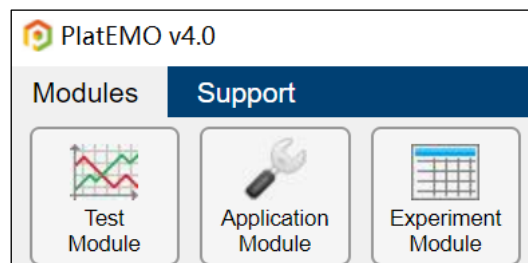 PlatEMO v4.0
Modules Support
Test
Module
Application
Module
Experiment
Module